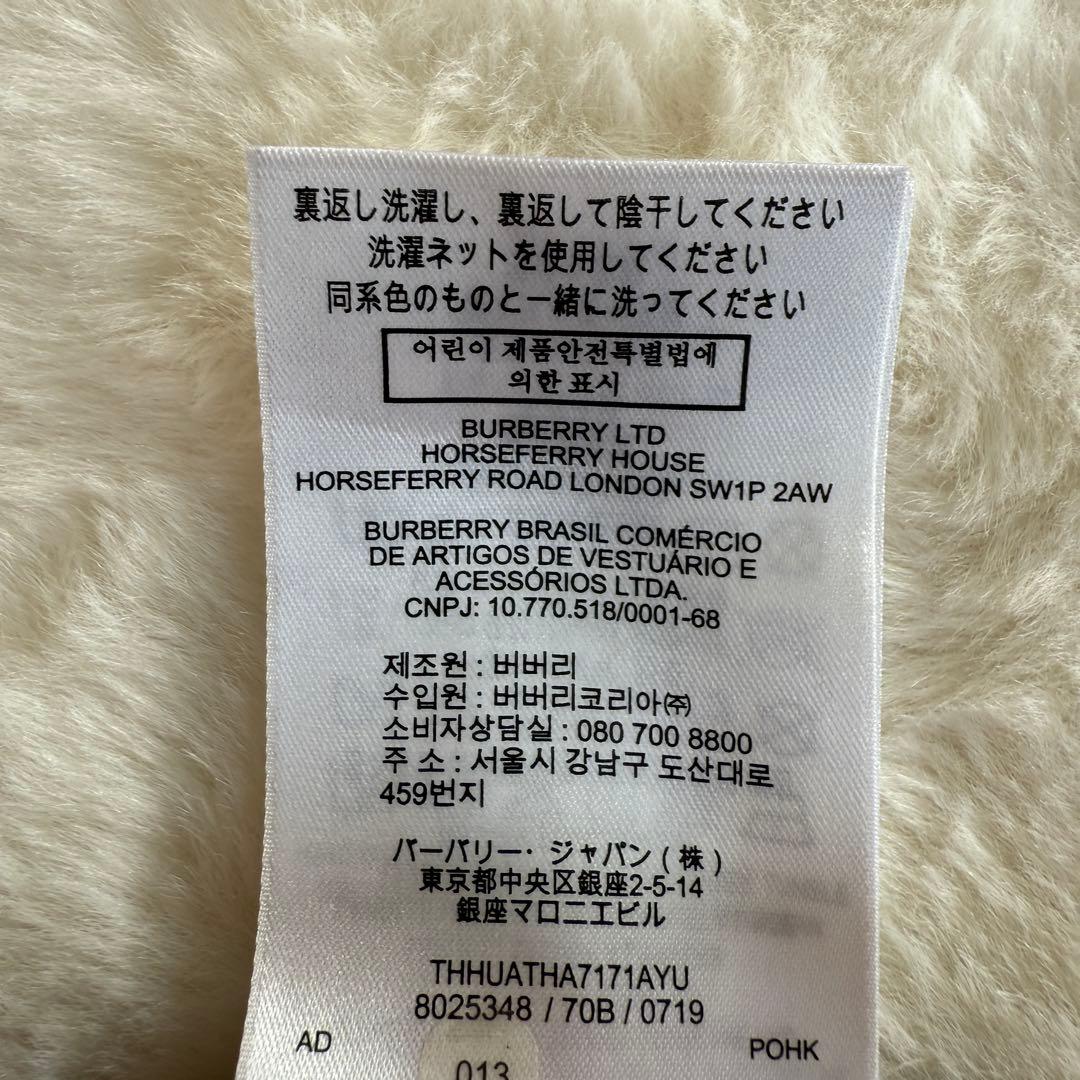 裏返し洗濯し、裏返して陰干してください
洗濯ネットを使用してください
同系色のものと一緒に洗ってください
어린이 제품안전특별법에
의한 표시
BURBERRY LTD
HORSEFERRY HOUSE
HORSEFERRY ROAD LONDON SW1P 2AW
BURBERRY BRASIL COMÉRCIO
DE ARTIGOS DE VESTUÁRIO E
ACESSÓRIOS LTDA.
CNPJ: 10.770.518/0001-68
제조원 : 버버리
수입원 : 버버리코리아㈜
소비자상담실 : 080 700 8800
주 소 : 서울시 강남구 도산대로
459번지
バーバリー・ジャパン ( 株 )
東京都中央区銀座2-5-14
銀座マロニエビル
THHUATHA7171AYU
8025348 / 70B / 0719
AD
POHK
013